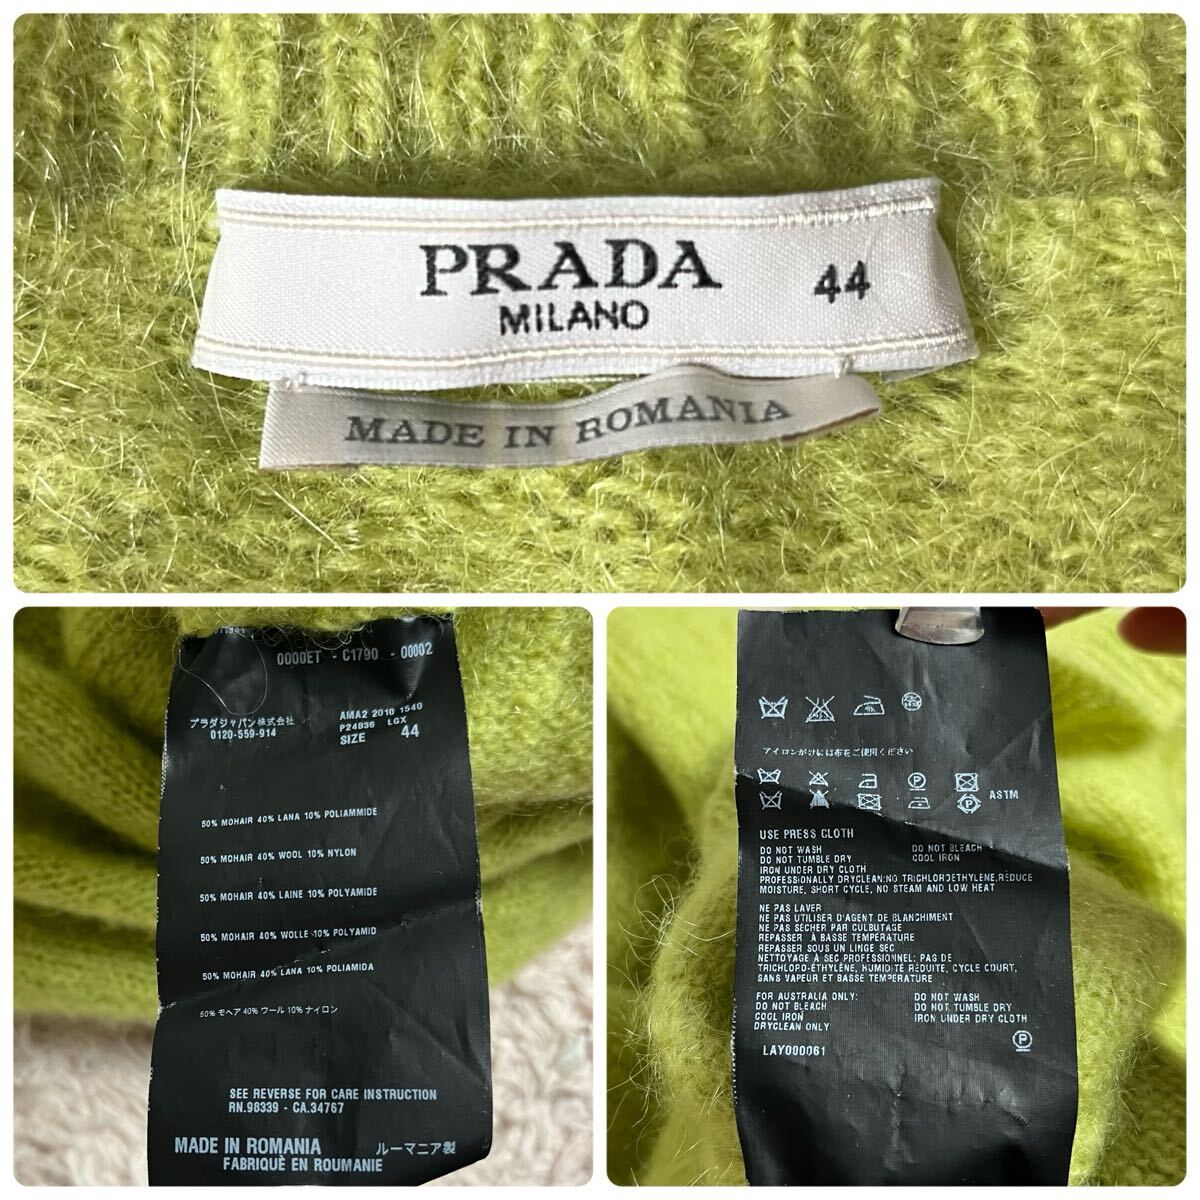 PRADA 44
MILANO
MADE IN ROMANIA
0000ET - C1790 - 00002
プラダジャパン株式会社
0120-559-914
AMA2 2010 1540
P24836 LGX
SIZE 44
50% MOHAIR 40% LANA 10% POLIAMMIDE
50% MOHAIR 40% WOOL 10% NYLON
50% MOHAIR 40% LAINE 10% POLYAMIDE
50% MOHAIR 40% WOLLE 10% POLYAMID
50% MOHAIR 40% LANA 10% POLIAMIDA
50% モヘア 40% ウール 10% ナイロン
SEE REVERSE FOR CARE INSTRUCTION
RN.98339 - CA.34767
MADE IN ROMANIA ルーマニア製
FABRIQUÈ EN ROUMANIE
アイロンがけには布をご使用ください
P
ASTM
P
USE PRESS CLOTH
DO NOT WASH DO NOT BLEACH
DO NOT TUMBLE DRY COOL IRON
IRON UNDER DRY CLOTH
PROFESSIONALLY DRYCLEAN:NO TRICHLOROETHYLENE,REDUCE
MOISTURE, SHORT CYCLE, NO STEAM AND LOW HEAT
NE PAS LAVER
NE PAS UTILISER D'AGENT DE BLANCHIMENT
NE PAS SÉCHER PAR CULBUTAGE
REPASSER À BASSE TEMPÉRATURE
REPASSER SOUS UN LINGE SEC
NETTOYAGE À SEC PROFESSIONNEL: PAS DE
TRICHLORO-ÉTHYLÈNE, HUMIDITÉ RÉDUITE, CYCLE COURT,
SANS VAPEUR ET BASSE TEMPÉRATURE
FOR AUSTRALIA ONLY: DO NOT WASH
DO NOT BLEACH DO NOT TUMBLE DRY
COOL IRON IRON UNDER DRY CLOTH
DRYCLEAN ONLY
P
LAY000061